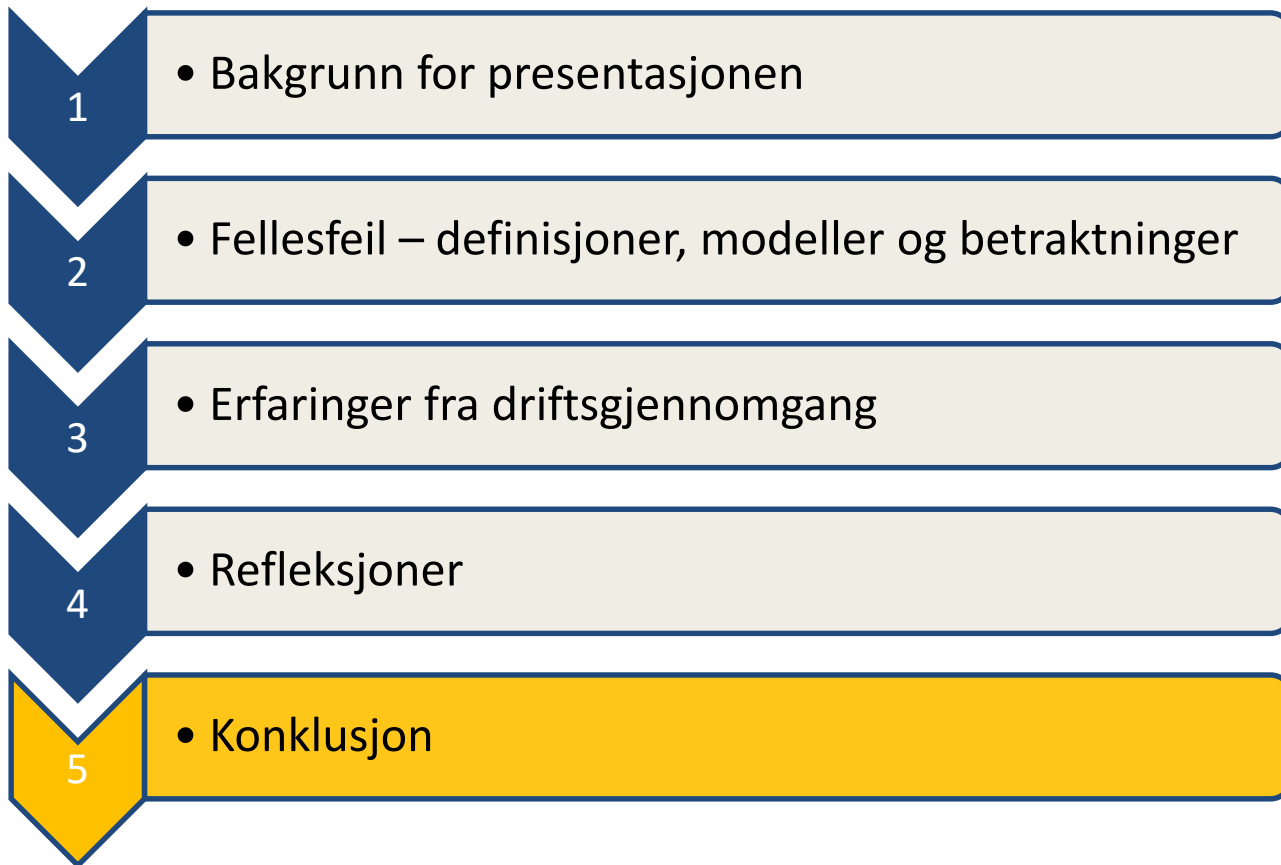 1
• Bakgrunn for presentasjonen
2
• Fellesfeil – definisjoner, modeller og betraktninger
3
• Erfaringer fra driftsgjennomgang
4
• Refleksjoner
5
• Konklusjon